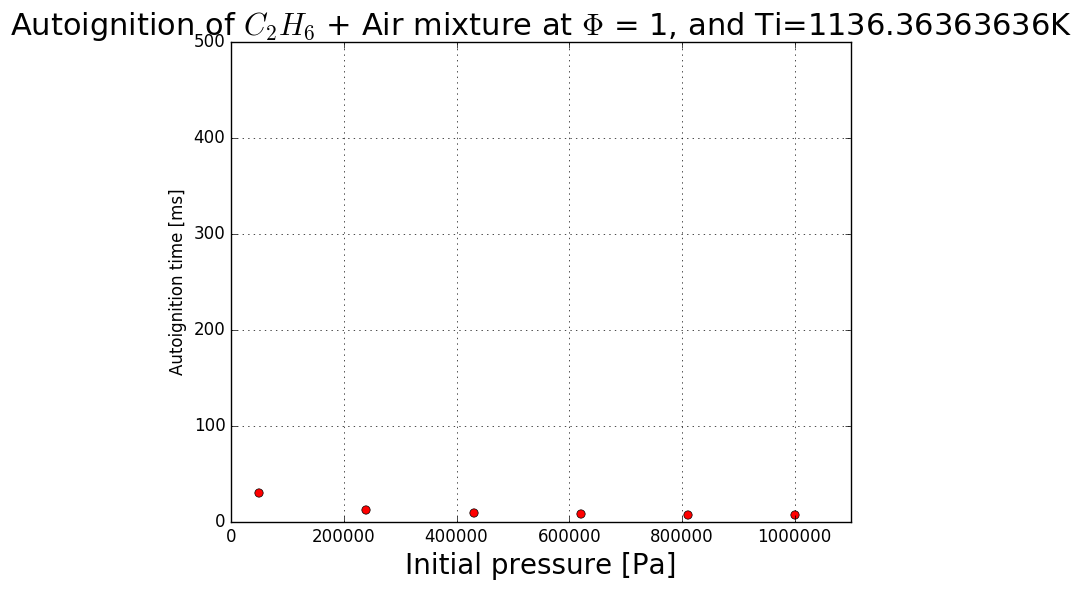 Autoignition of C₂H₆ + Air mixture at Φ = 1, and Ti=1136.36363636K
500
400
300
200
100
0
Autoignition time [ms]
0 200000 400000 600000 800000 1000000
Initial pressure [Pa]